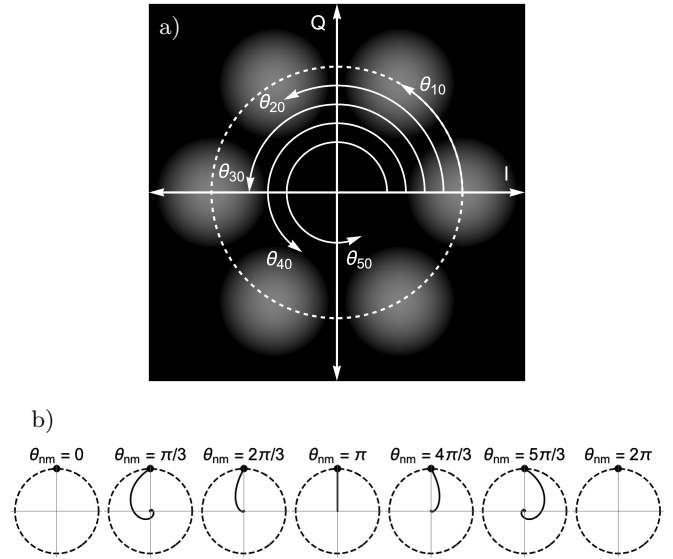 a)
Q
θ10
θ20
I
θ30
θ40
θ50
b)
θnm = 0 θnm = π/3 θnm = 2π/3 θnm = π θnm = 4π/3 θnm = 5π/3 θnm = 2π